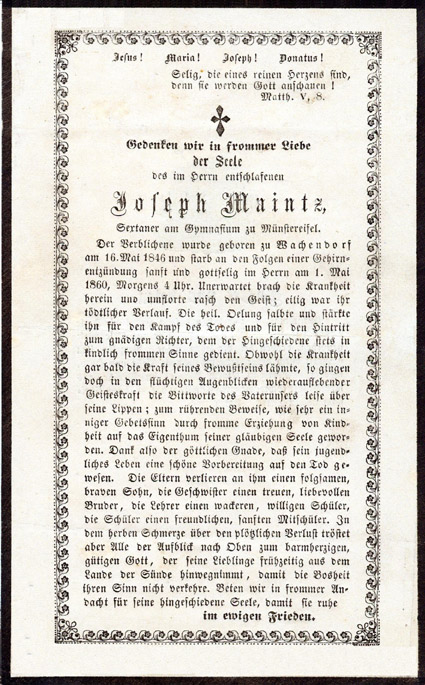 Jesus! Maria! Joseph! Donatus!
Selig, die eines reinen Herzens sind,
denn sie werden Gott anschauen!
Matth. V, 8.
Gedenken wir in frommer Liebe
der Seele
des im Herrn entschlafenen
Joseph Maintz,
Sextaner am Gymnasium zu Münstereifel.
Der Verblichene wurde geboren zu Wachendorf
am 16. Mai 1846 und starb an den Folgen einer Gehirn-
entzündung sanft und gottselig im Herrn am 1. Mai
1860, Morgens 4 Uhr. Unerwartet brach die Krankheit
herein und umflorte rasch den Geist; eilig war ihr
tödtlicher Verlauf. Die heil. Oelung salbte und stärkte
ihn für den Kampf des Todes und für den Hintritt
zum gnädigen Richter, dem der Hingeschiedene stets in
kindlich frommen Sinne gedient. Obwohl die Krankheit
gar bald die Kraft seines Bewußtseins lähmte, so gingen
doch in den flüchtigen Augenblicken wiederauflebender
Geisteskraft die Bittworte des Vaterunsers leise über
seine Lippen; zum rührenden Beweise, wie sehr ein in-
niger Gebetssinn durch fromme Erziehung von Kind-
heit auf das Eigenthum seiner gläubigen Seele gewor-
den. Dank also der göttlichen Gnade, daß sein jugend-
liches Leben eine schöne Vorbereitung auf den Tod ge-
wesen. Die Eltern verlieren an ihm einen folgsamen,
braven Sohn, die Geschwister einen treuen, liebevollen
Bruder, die Lehrer einen wackeren, willigen Schüler,
die Schüler einen freundlichen, sanften Mitschüler. In
dem herben Schmerze über den plötzlichen Verlust tröstet
aber Alle der Aufblick nach Oben zum barmherzigen,
gütigen Gott, der seine Lieblinge frühzeitig aus dem
Lande der Sünde hinwegnimmt, damit die Bosheit
ihren Sinn nicht verkehre. Beten wir in frommer An-
dacht für seine hingeschiedene Seele, damit sie ruhe
im ewigen Frieden.